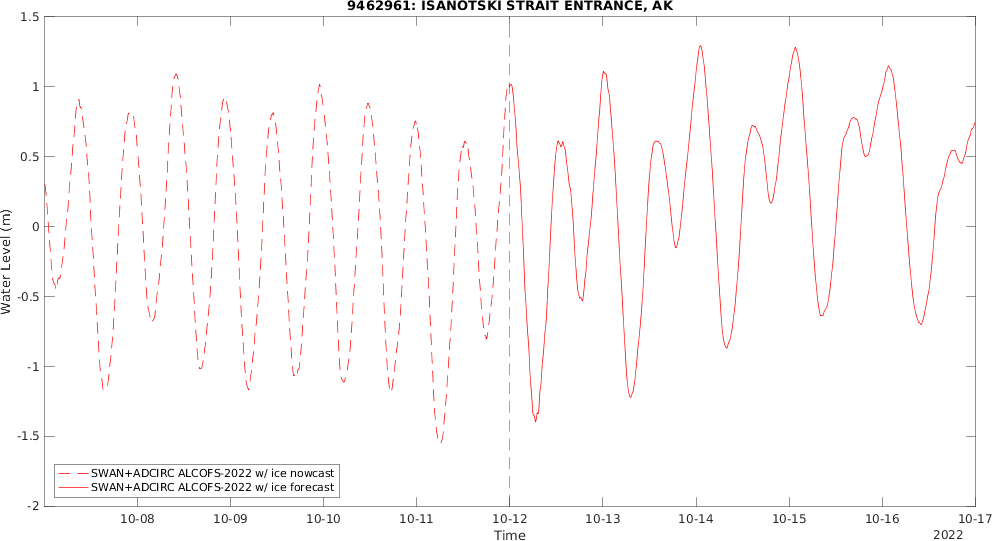 9462961: ISANOTSKI STRAIT ENTRANCE, AK
1.5
1
0.5
0
-0.5
-1
-1.5
-2
Water Level (m)
SWAN+ADCIRC ALCOFS-2022 w/ ice nowcast
SWAN+ADCIRC ALCOFS-2022 w/ ice forecast
10-08 10-09 10-10 10-11 10-12 10-13 10-14 10-15 10-16 10-17
Time
2022